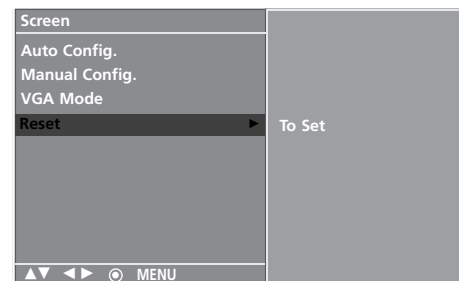 Screen
Auto Config.
Manual Config.
VGA Mode
Reset ►
To Set
▲▼ ◄► ⦿ MENU